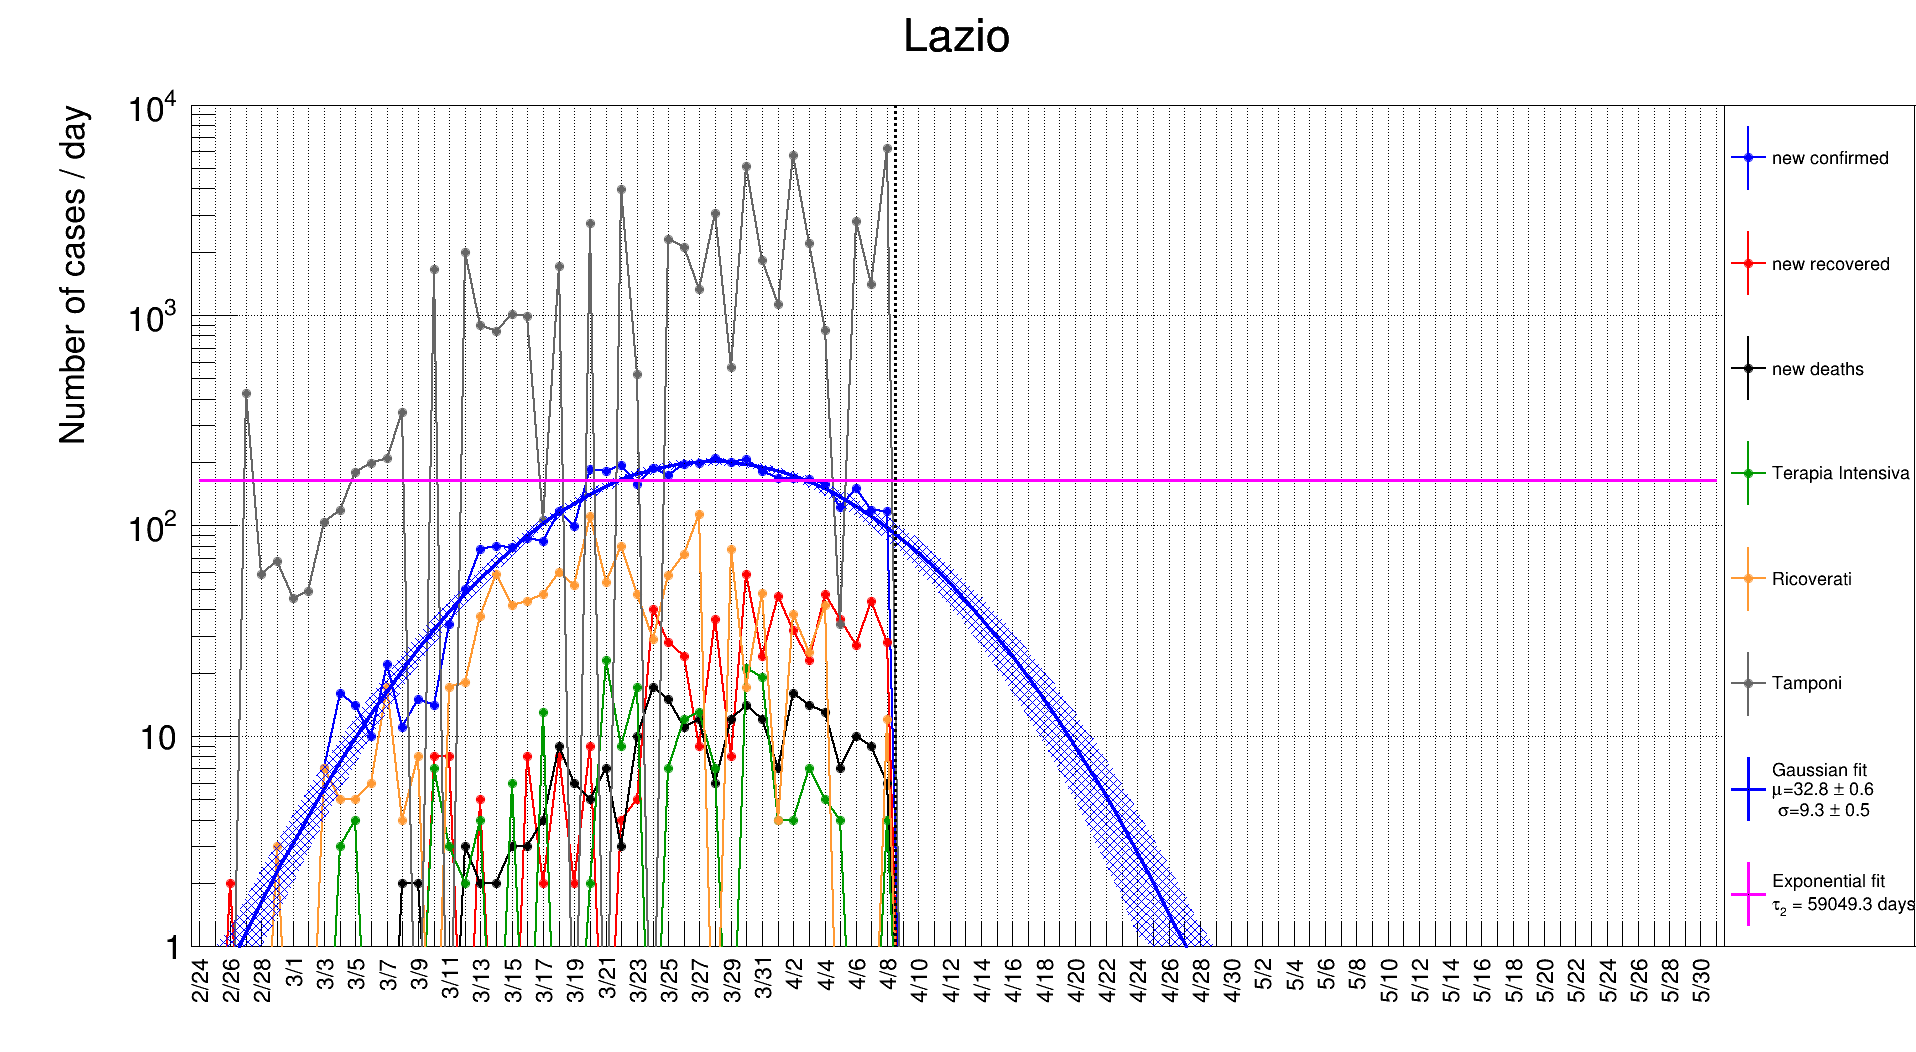 Lazio
Number of cases / day
10^4
10^3
10^2
10
1
2/24 2/26 2/28 3/1 3/3 3/5 3/7 3/9 3/11 3/13 3/15 3/17 3/19 3/21 3/23 3/25 3/27 3/29 3/31 4/2 4/4 4/6 4/8 4/10 4/12 4/14 4/16 4/18 4/20 4/22 4/24 4/26 4/28 4/30 5/2 5/4 5/6 5/8 5/10 5/12 5/14 5/16 5/18 5/20 5/22 5/24 5/26 5/28 5/30
new confirmed
new recovered
new deaths
Terapia Intensiva
Ricoverati
Tamponi
Gaussian fit
μ=32.8 ± 0.6
σ=9.3 ± 0.5
Exponential fit
τ_2 = 59049.3 days